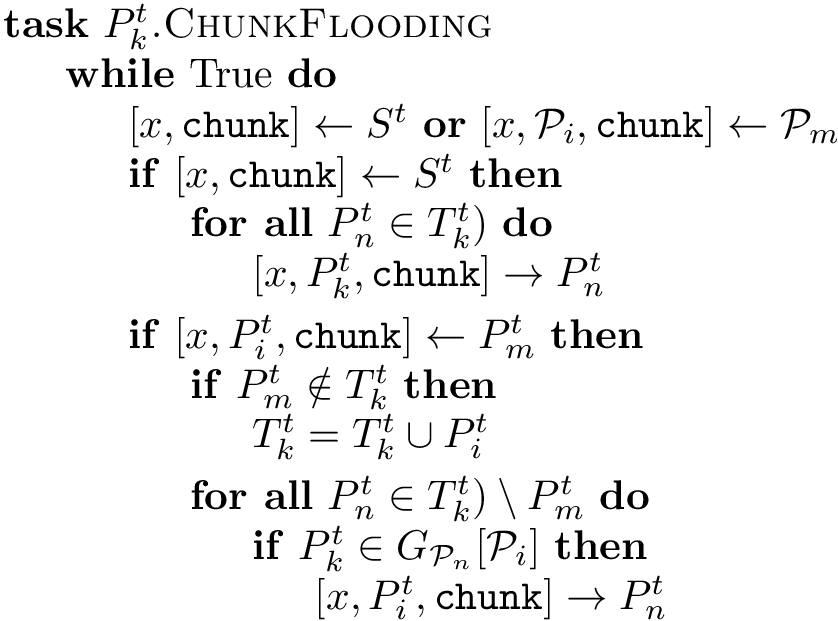 task P_k^t.CHUNKFLOODING
while True do
[x, chunk] ← S^t or [x, 𝒫_i, chunk] ← 𝒫_m
if [x, chunk] ← S^t then
for all P_n^t ∈ T_k^t) do
[x, P_k^t, chunk] → P_n^t
if [x, P_i^t, chunk] ← P_m^t then
if P_m^t ∉ T_k^t then
T_k^t = T_k^t ∪ P_i^t
for all P_n^t ∈ T_k^t) \ P_m^t do
if P_k^t ∈ G_{𝒫_n}[𝒫_i] then
[x, P_i^t, chunk] → P_n^t